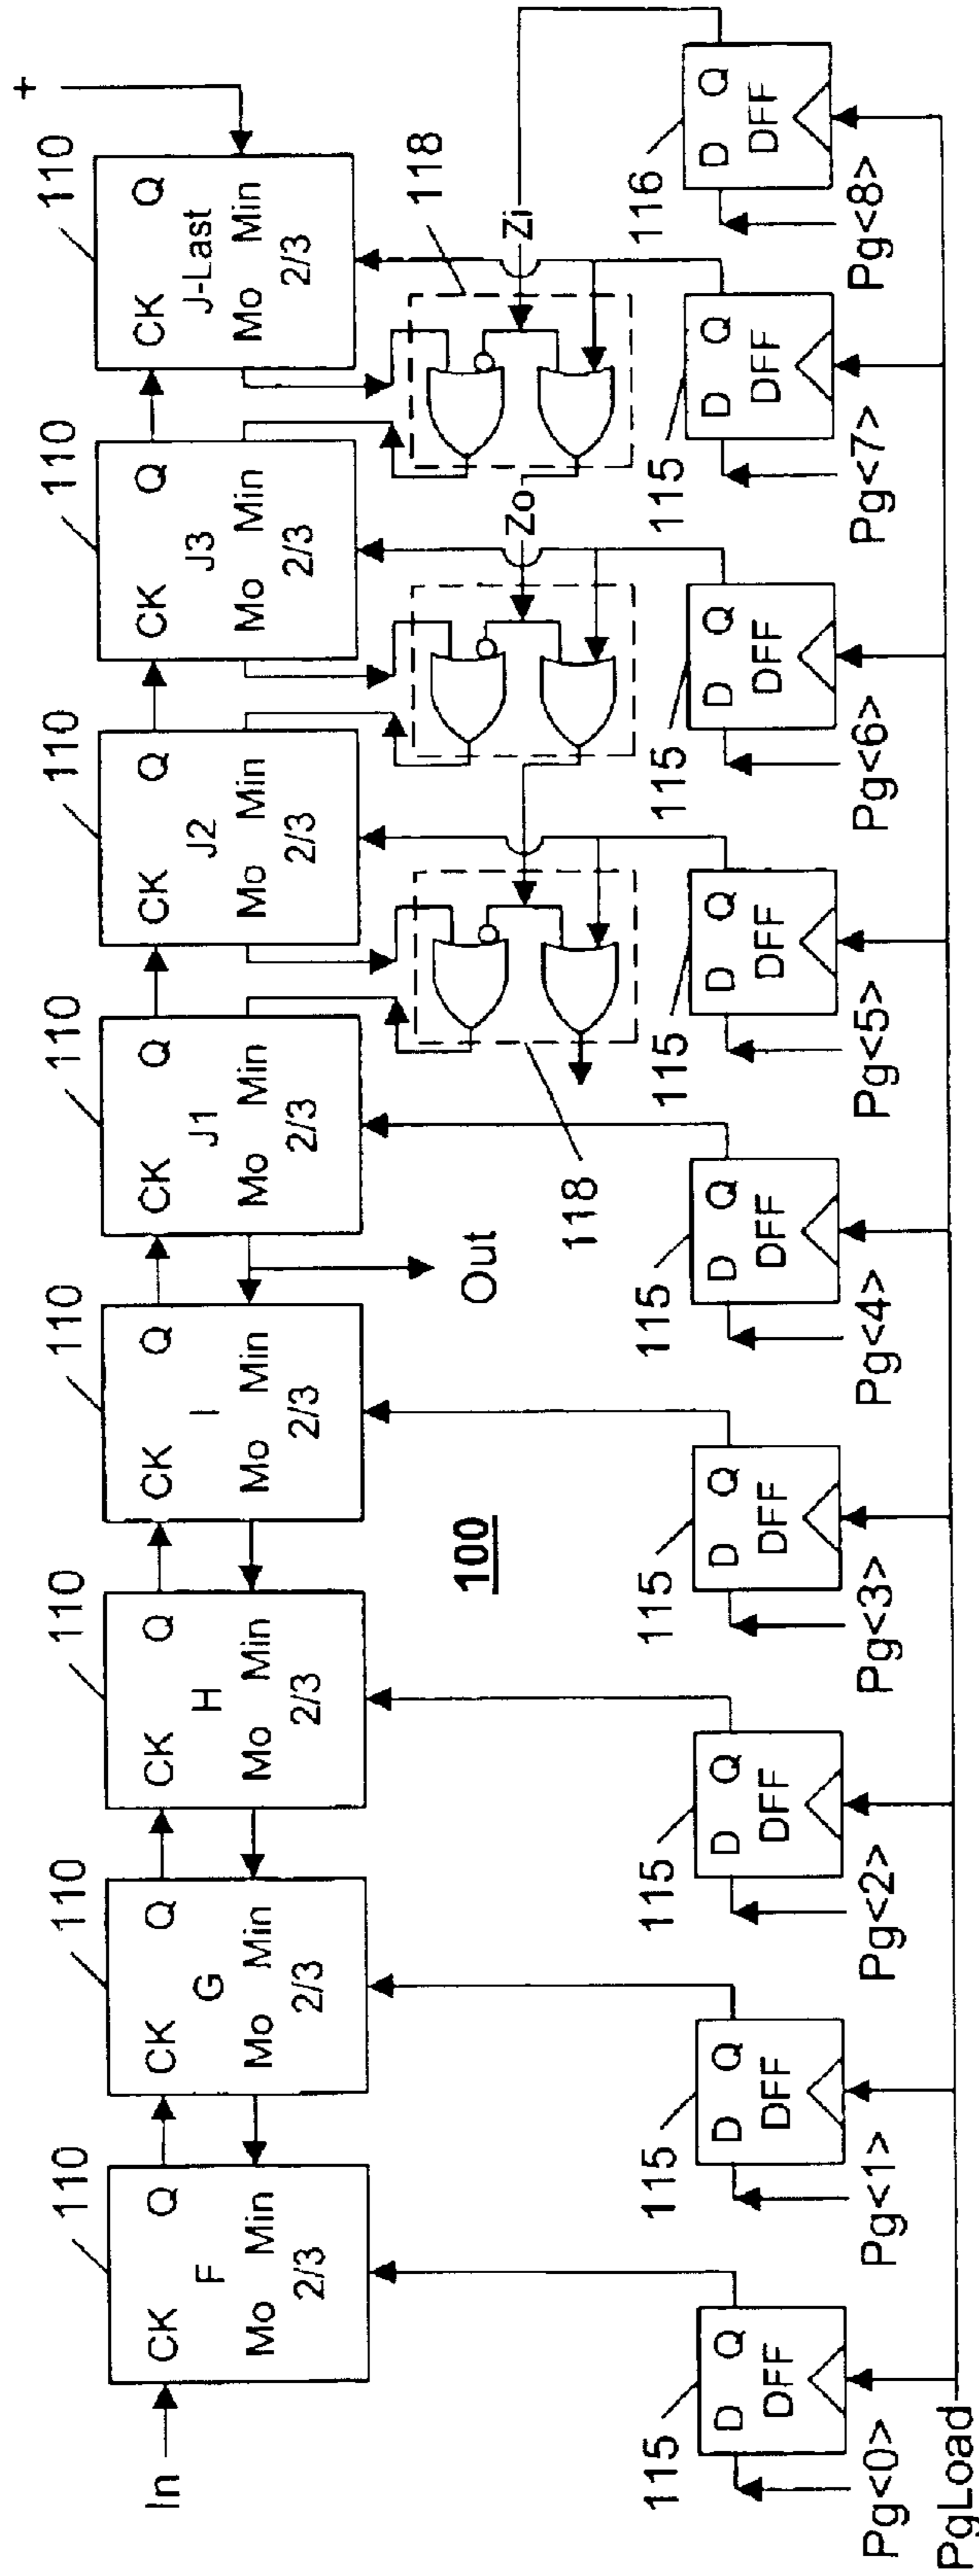 110 110 110 110 110 110 110 110
+
In CK Q CK Q CK Q CK Q CK Q CK Q CK Q CK Q
F G H I J1 J2 J3 J-Last
Mo Min Mo Min Mo Min Mo Min Mo Min Mo Min Mo Min Mo Min
2/3 2/3 2/3 2/3 2/3 2/3 2/3 2/3
118
Out
100
Zo Zi
118
115 115 115 115 115 115 115 115 116
D Q D Q D Q D Q D Q D Q D Q D Q D Q
DFF DFF DFF DFF DFF DFF DFF DFF DFF
Pg<0> Pg<1> Pg<2> Pg<3> Pg<4> Pg<5> Pg<6> Pg<7> Pg<8>
PgLoad